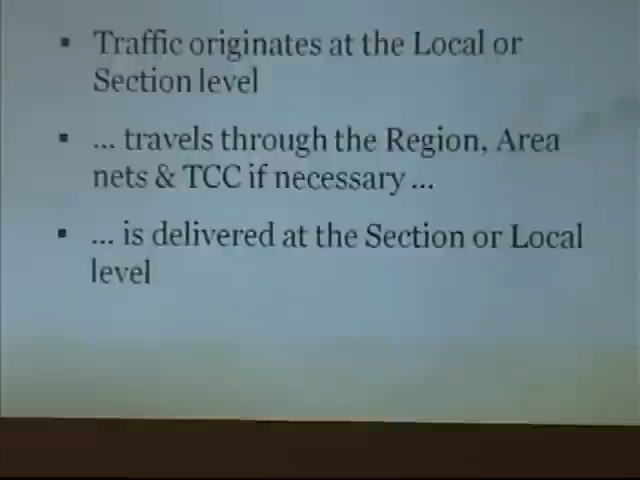 ▪ Traffic originates at the Local or
Section level
▪ ... travels through the Region, Area
nets & TCC if necessary ...
▪ ... is delivered at the Section or Local
level